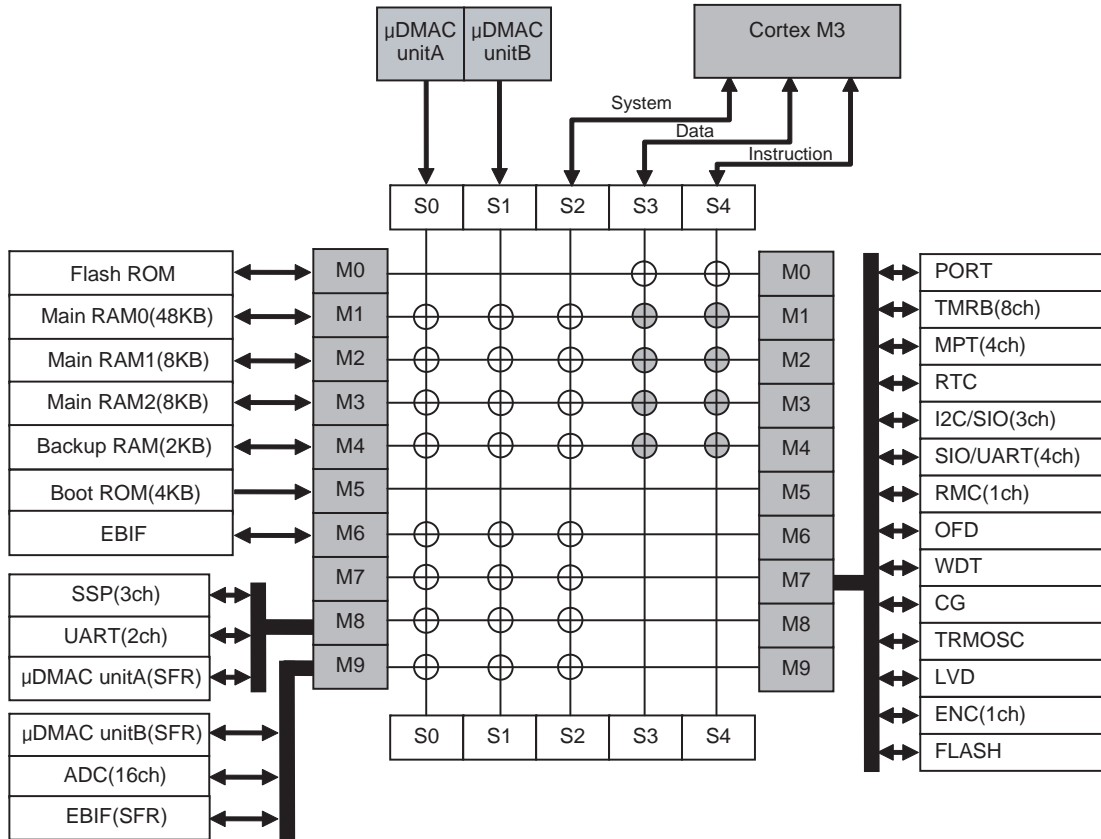 μDMAC
unitA
μDMAC
unitB
Cortex M3
System
Data
Instruction
S0
S1
S2
S3
S4
Flash ROM
Main RAM0(48KB)
Main RAM1(8KB)
Main RAM2(8KB)
Backup RAM(2KB)
Boot ROM(4KB)
EBIF
SSP(3ch)
UART(2ch)
μDMAC unitA(SFR)
μDMAC unitB(SFR)
ADC(16ch)
EBIF(SFR)
M0
M1
M2
M3
M4
M5
M6
M7
M8
M9
M0
M1
M2
M3
M4
M5
M6
M7
M8
M9
S0
S1
S2
S3
S4
PORT
TMRB(8ch)
MPT(4ch)
RTC
I2C/SIO(3ch)
SIO/UART(4ch)
RMC(1ch)
OFD
WDT
CG
TRMOSC
LVD
ENC(1ch)
FLASH